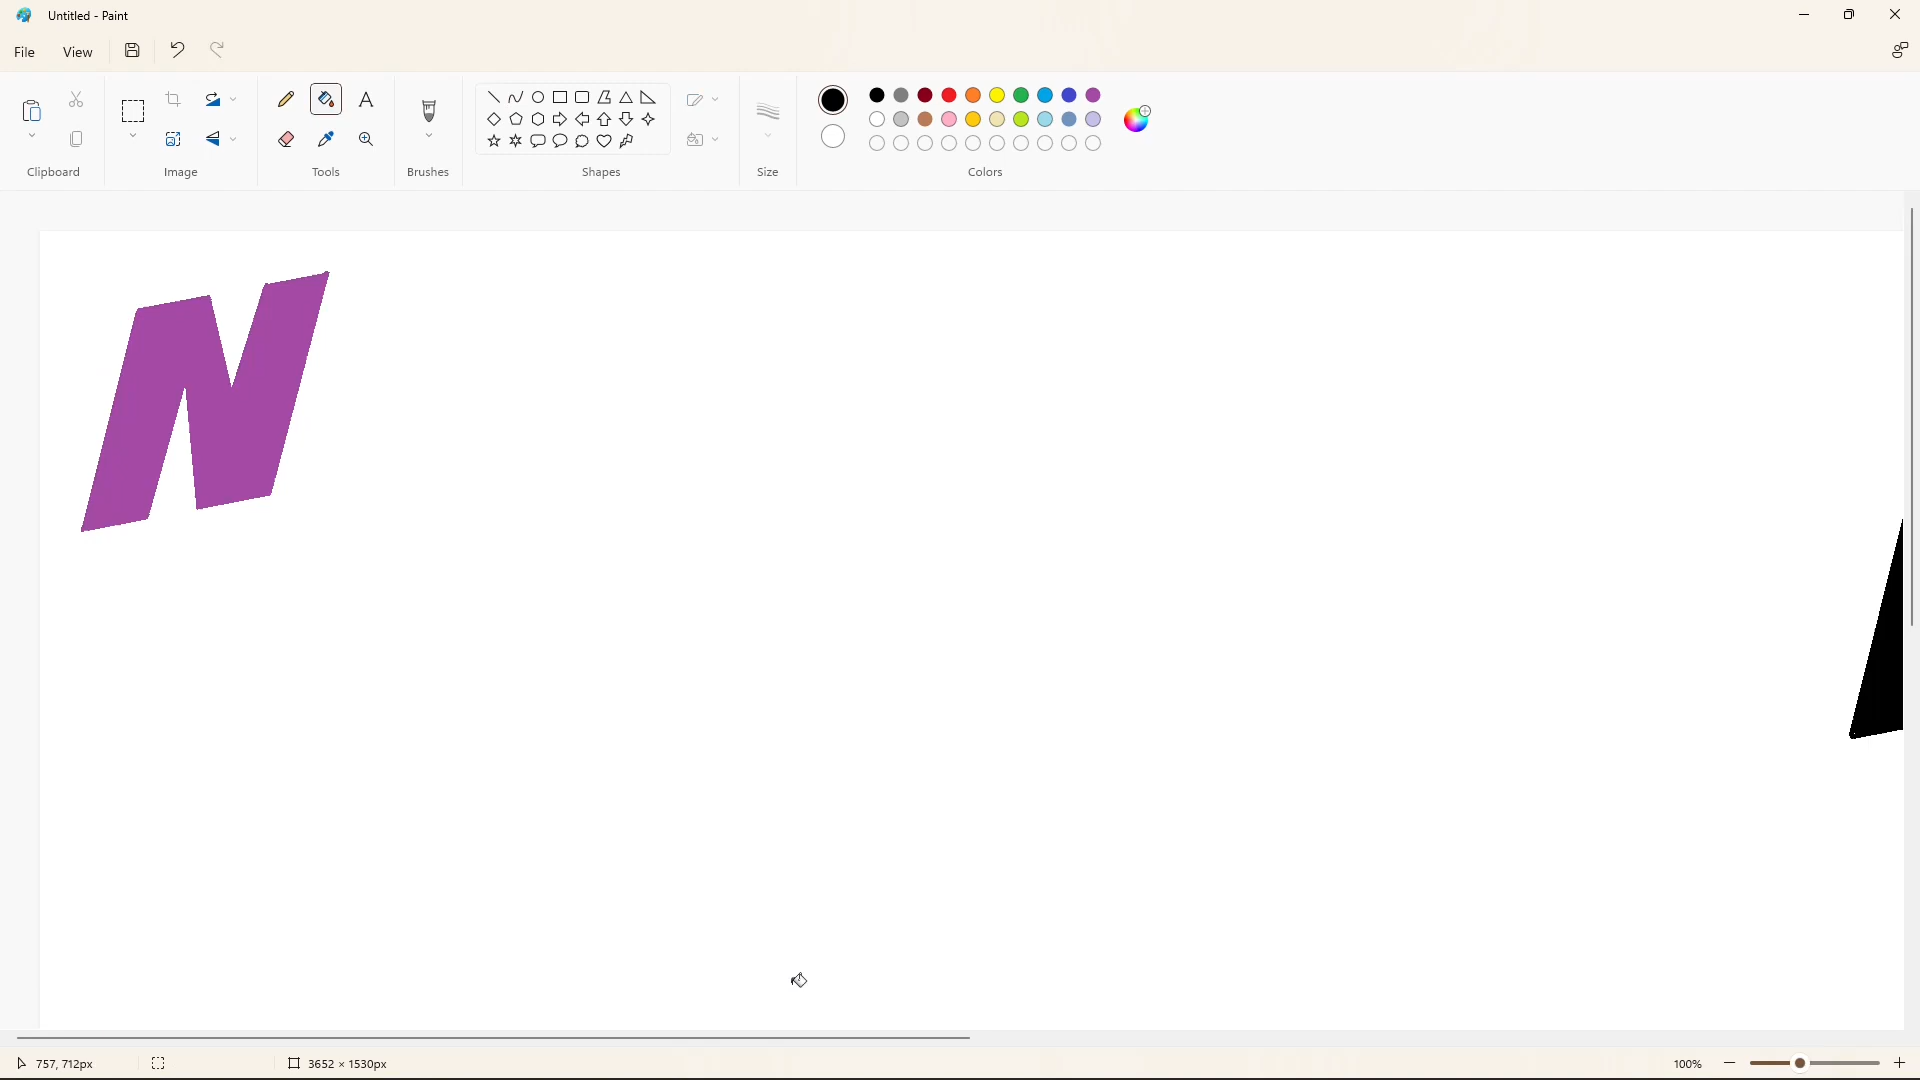 Untitled - Paint
File View
Clipboard Image Tools Brushes Shapes Size Colors
N
757, 712px 3652 × 1530px 100%